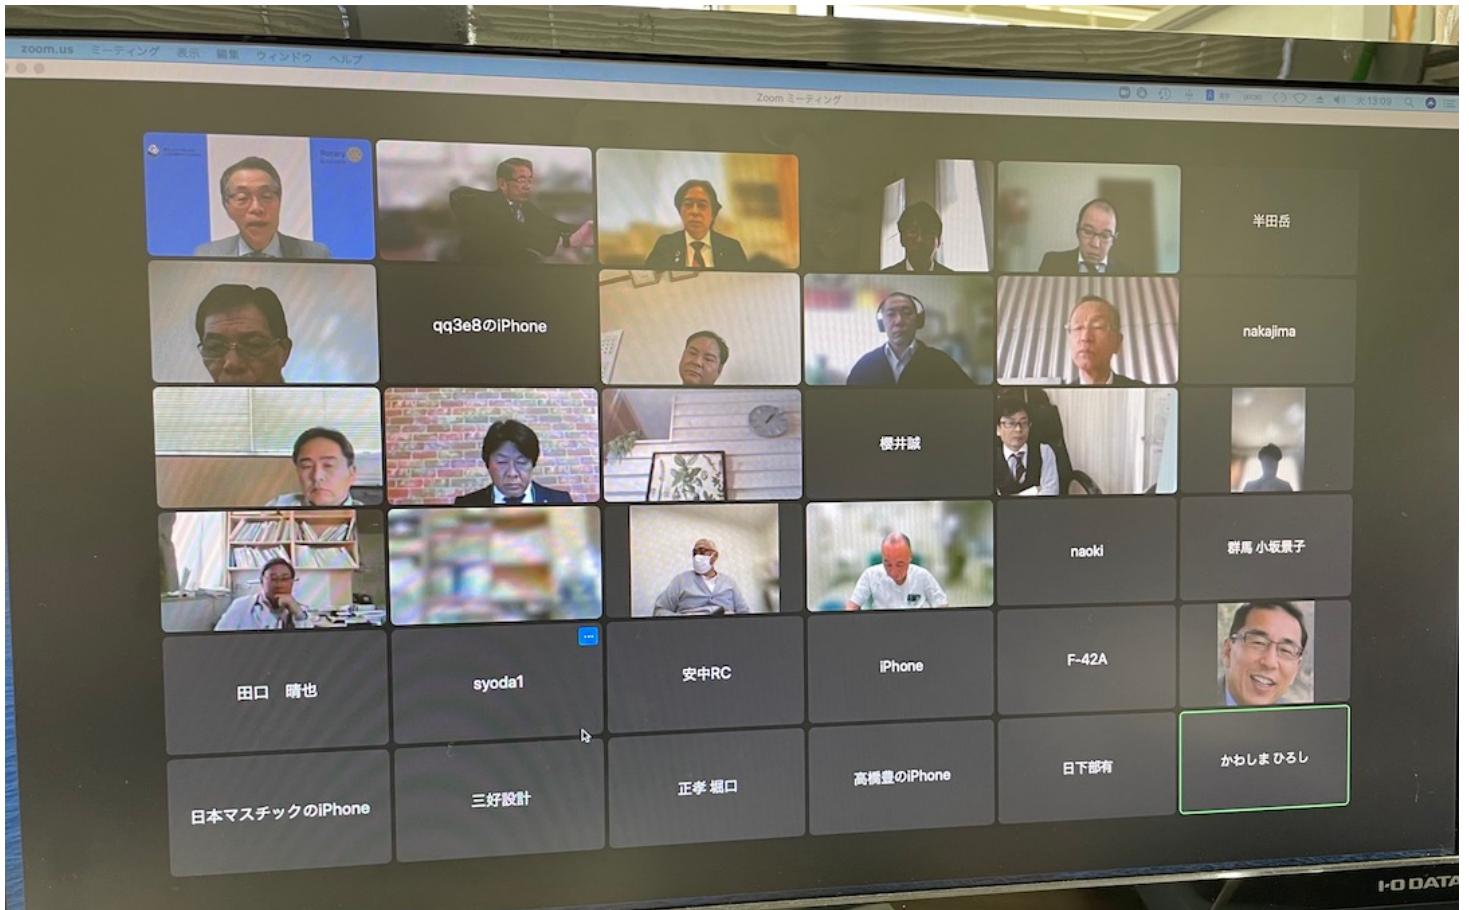 zoom.us ミーティング 表示 編集 ウィンドウ ヘルプ
Zoom ミーティング
火13:09
Rotary
半田岳
qq3e8のiPhone
nakajima
櫻井誠
naoki
群馬 小坂景子
田口 晴也
syoda1
安中RC
iPhone
F-42A
日本マスチックのiPhone
三好設計
正孝 堀口
高橋豊のiPhone
日下部有
かわしま ひろし
I-O DATA